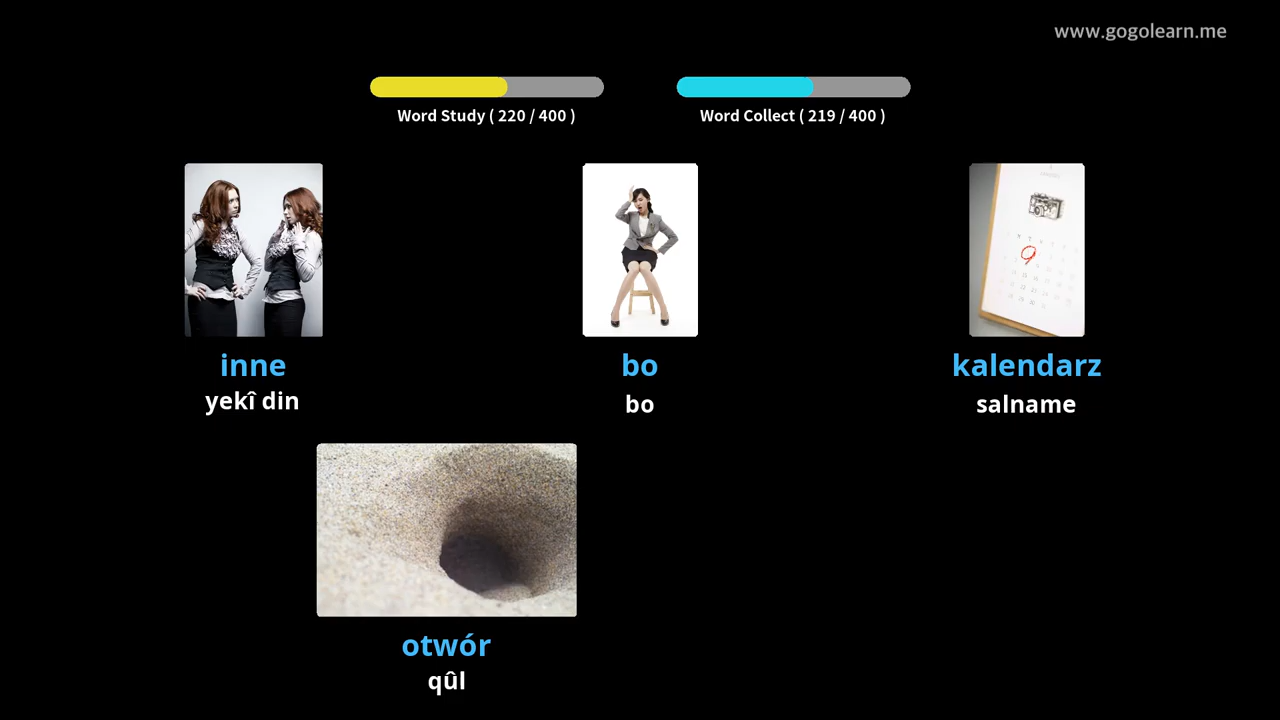 www.gogolearn.me
Word Study ( 220 / 400 )
Word Collect ( 219 / 400 )
inne
yekî din
bo
bo
kalendarz
salname
otwór
qûl